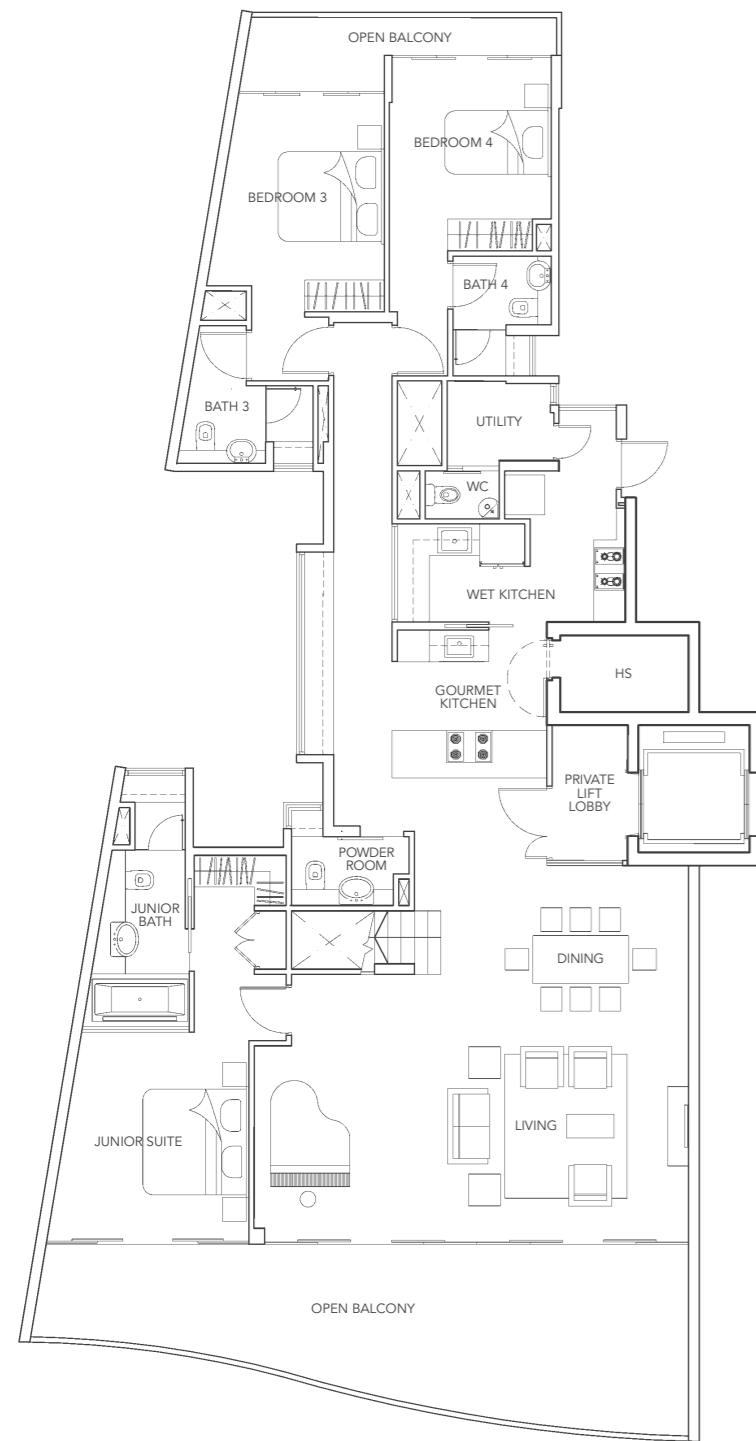 OPEN BALCONY
BEDROOM 4
BEDROOM 3
BATH 4
BATH 3
UTILITY
WC
WET KITCHEN
HS
GOURMET
KITCHEN
PRIVATE
LIFT
LOBBY
POWDER
ROOM
JUNIOR
BATH
DINING
LIVING
JUNIOR SUITE
OPEN BALCONY